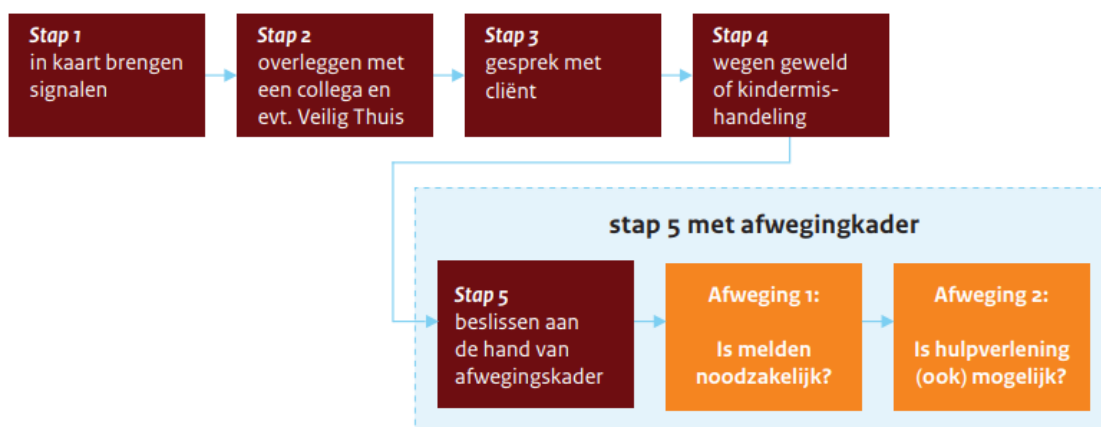 Stap 1
in kaart brengen
signalen
Stap 2
overleggen met
een collega en
evt. Veilig Thuis
Stap 3
gesprek met
cliënt
Stap 4
wegen geweld
of kindermis-
handeling
stap 5 met afwegingkader
Stap 5
beslissen aan
de hand van
afwegingskader
Afweging 1:
Is melden
noodzakelijk?
Afweging 2:
Is hulpverlening
(ook) mogelijk?